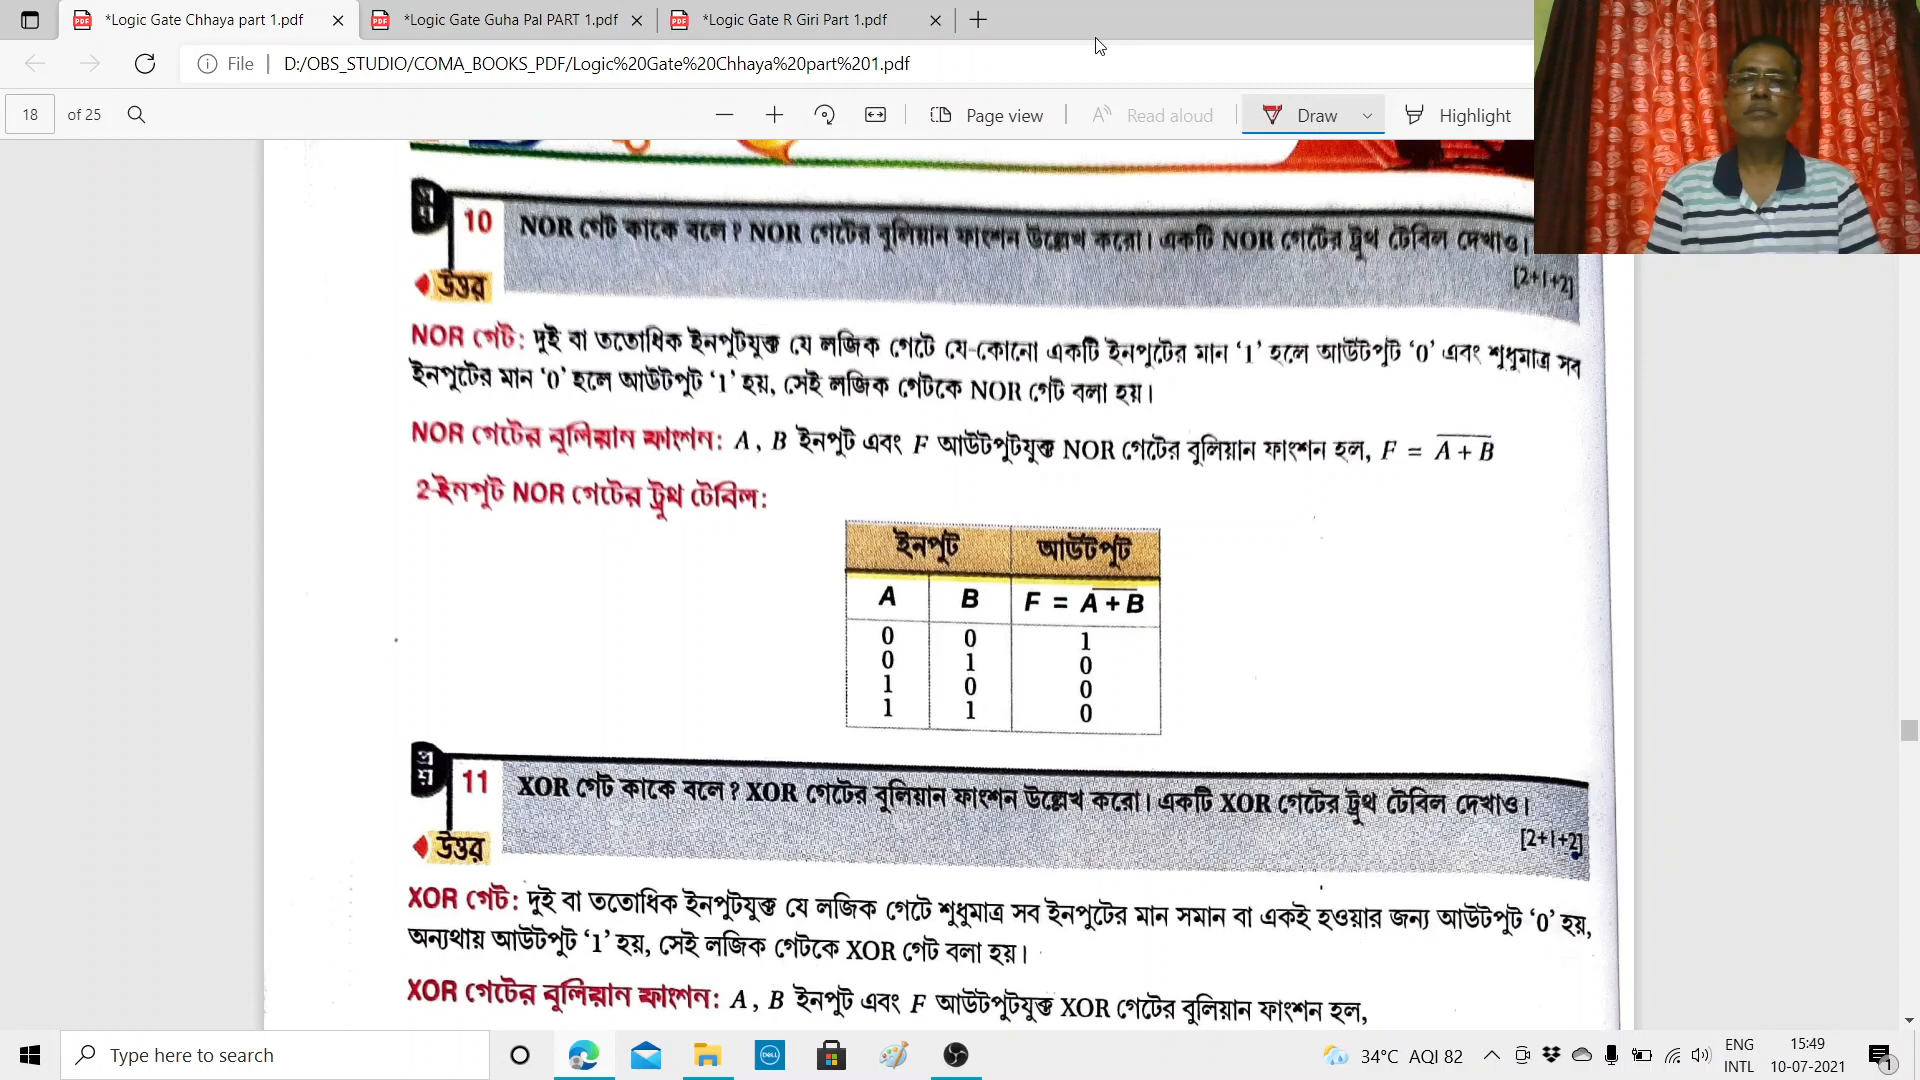 *Logic Gate Chhaya part 1.pdf
*Logic Gate Guha Pal PART 1.pdf
*Logic Gate R Giri Part 1.pdf
File
D:/OBS_STUDIO/COMA_BOOKS_PDF/Logic%20Gate%20Chhaya%20part%201.pdf
18 of 25
Page view
Read aloud
Draw
Highlight
প্রশ্ন 10 NOR গেট কাকে বলে? NOR গেটের বুলিয়ান ফাংশন উল্লেখ করো। একটি NOR গেটের ট্রুথ টেবিল দেখাও।
[2+1+2]
উত্তর
NOR গেট: দুই বা ততোধিক ইনপুটযুক্ত যে লজিক গেটে যে-কোনো একটি ইনপুটের মান ‘1’ হলে আউটপুট ‘0’ এবং শুধুমাত্র সব
ইনপুটের মান ‘0’ হলে আউটপুট ‘1’ হয়, সেই লজিক গেটকে NOR গেট বলা হয়।
NOR গেটের বুলিয়ান ফাংশন: A, B ইনপুট এবং F আউটপুটযুক্ত NOR গেটের বুলিয়ান ফাংশন হল, F = A̅ ̅+̅ ̅B̅
2-ইনপুট NOR গেটের ট্রুথ টেবিল:
ইনপুট আউটপুট
A B F = A̅ ̅+̅ ̅B̅
0 0 1
0 1 0
1 0 0
1 1 0
প্রশ্ন 11 XOR গেট কাকে বলে? XOR গেটের বুলিয়ান ফাংশন উল্লেখ করো। একটি XOR গেটের ট্রুথ টেবিল দেখাও।
[2+1+2]
উত্তর
XOR গেট: দুই বা ততোধিক ইনপুটযুক্ত যে লজিক গেটে শুধুমাত্র সব ইনপুটের মান সমান বা একই হওয়ার জন্য আউটপুট ‘0’ হয়,
অন্যথায় আউটপুট ‘1’ হয়, সেই লজিক গেটকে XOR গেট বলা হয়।
XOR গেটের বুলিয়ান ফাংশন: A, B ইনপুট এবং F আউটপুটযুক্ত XOR গেটের বুলিয়ান ফাংশন হল,
Type here to search
DELL
34°C AQI 82
ENG
INTL
15:49
10-07-2021
1